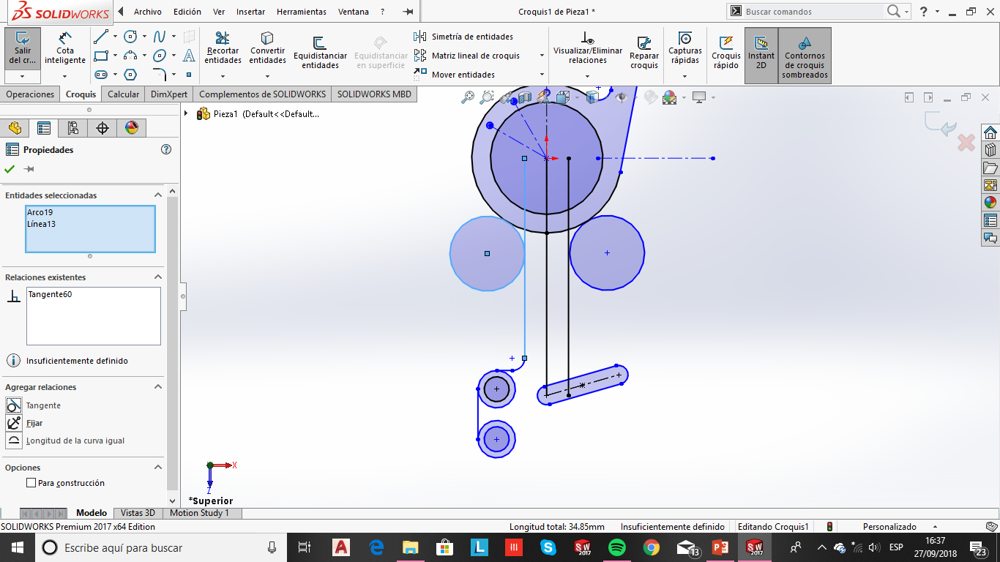 SOLIDWORKS
Archivo Edición Ver Insertar Herramientas Ventana ?
Croquis1 de Pieza1 *
Buscar comandos
?
Salir
del cr...
Cota
inteligente
Recortar
entidades
Convertir
entidades
Equidistanciar
entidades
Equidistanciar
en superficie
Simetría de entidades
Matriz lineal de croquis
Mover entidades
Visualizar/Eliminar
relaciones
Reparar
croquis
Capturas
rápidas
Croquis
rápido
Instant
2D
Contornos
de croquis
sombreados
Operaciones Croquis Calcular DimXpert Complementos de SOLIDWORKS SOLIDWORKS MBD
Pieza1 (Default<<Default...
Propiedades
Entidades seleccionadas
Arco19
Línea13
Relaciones existentes
Tangente60
Insuficientemente definido
Agregar relaciones
Tangente
Fijar
Longitud de la curva igual
Opciones
Para construcción
X
Z
*Superior
Modelo Vistas 3D Motion Study 1
SOLIDWORKS Premium 2017 x64 Edition
Longitud total: 34.85mm Insuficientemente definido Editando Croquis1 Personalizado
Escribe aquí para buscar
SW
2017
13
SW
2017
ESP
16:37
27/09/2018
23